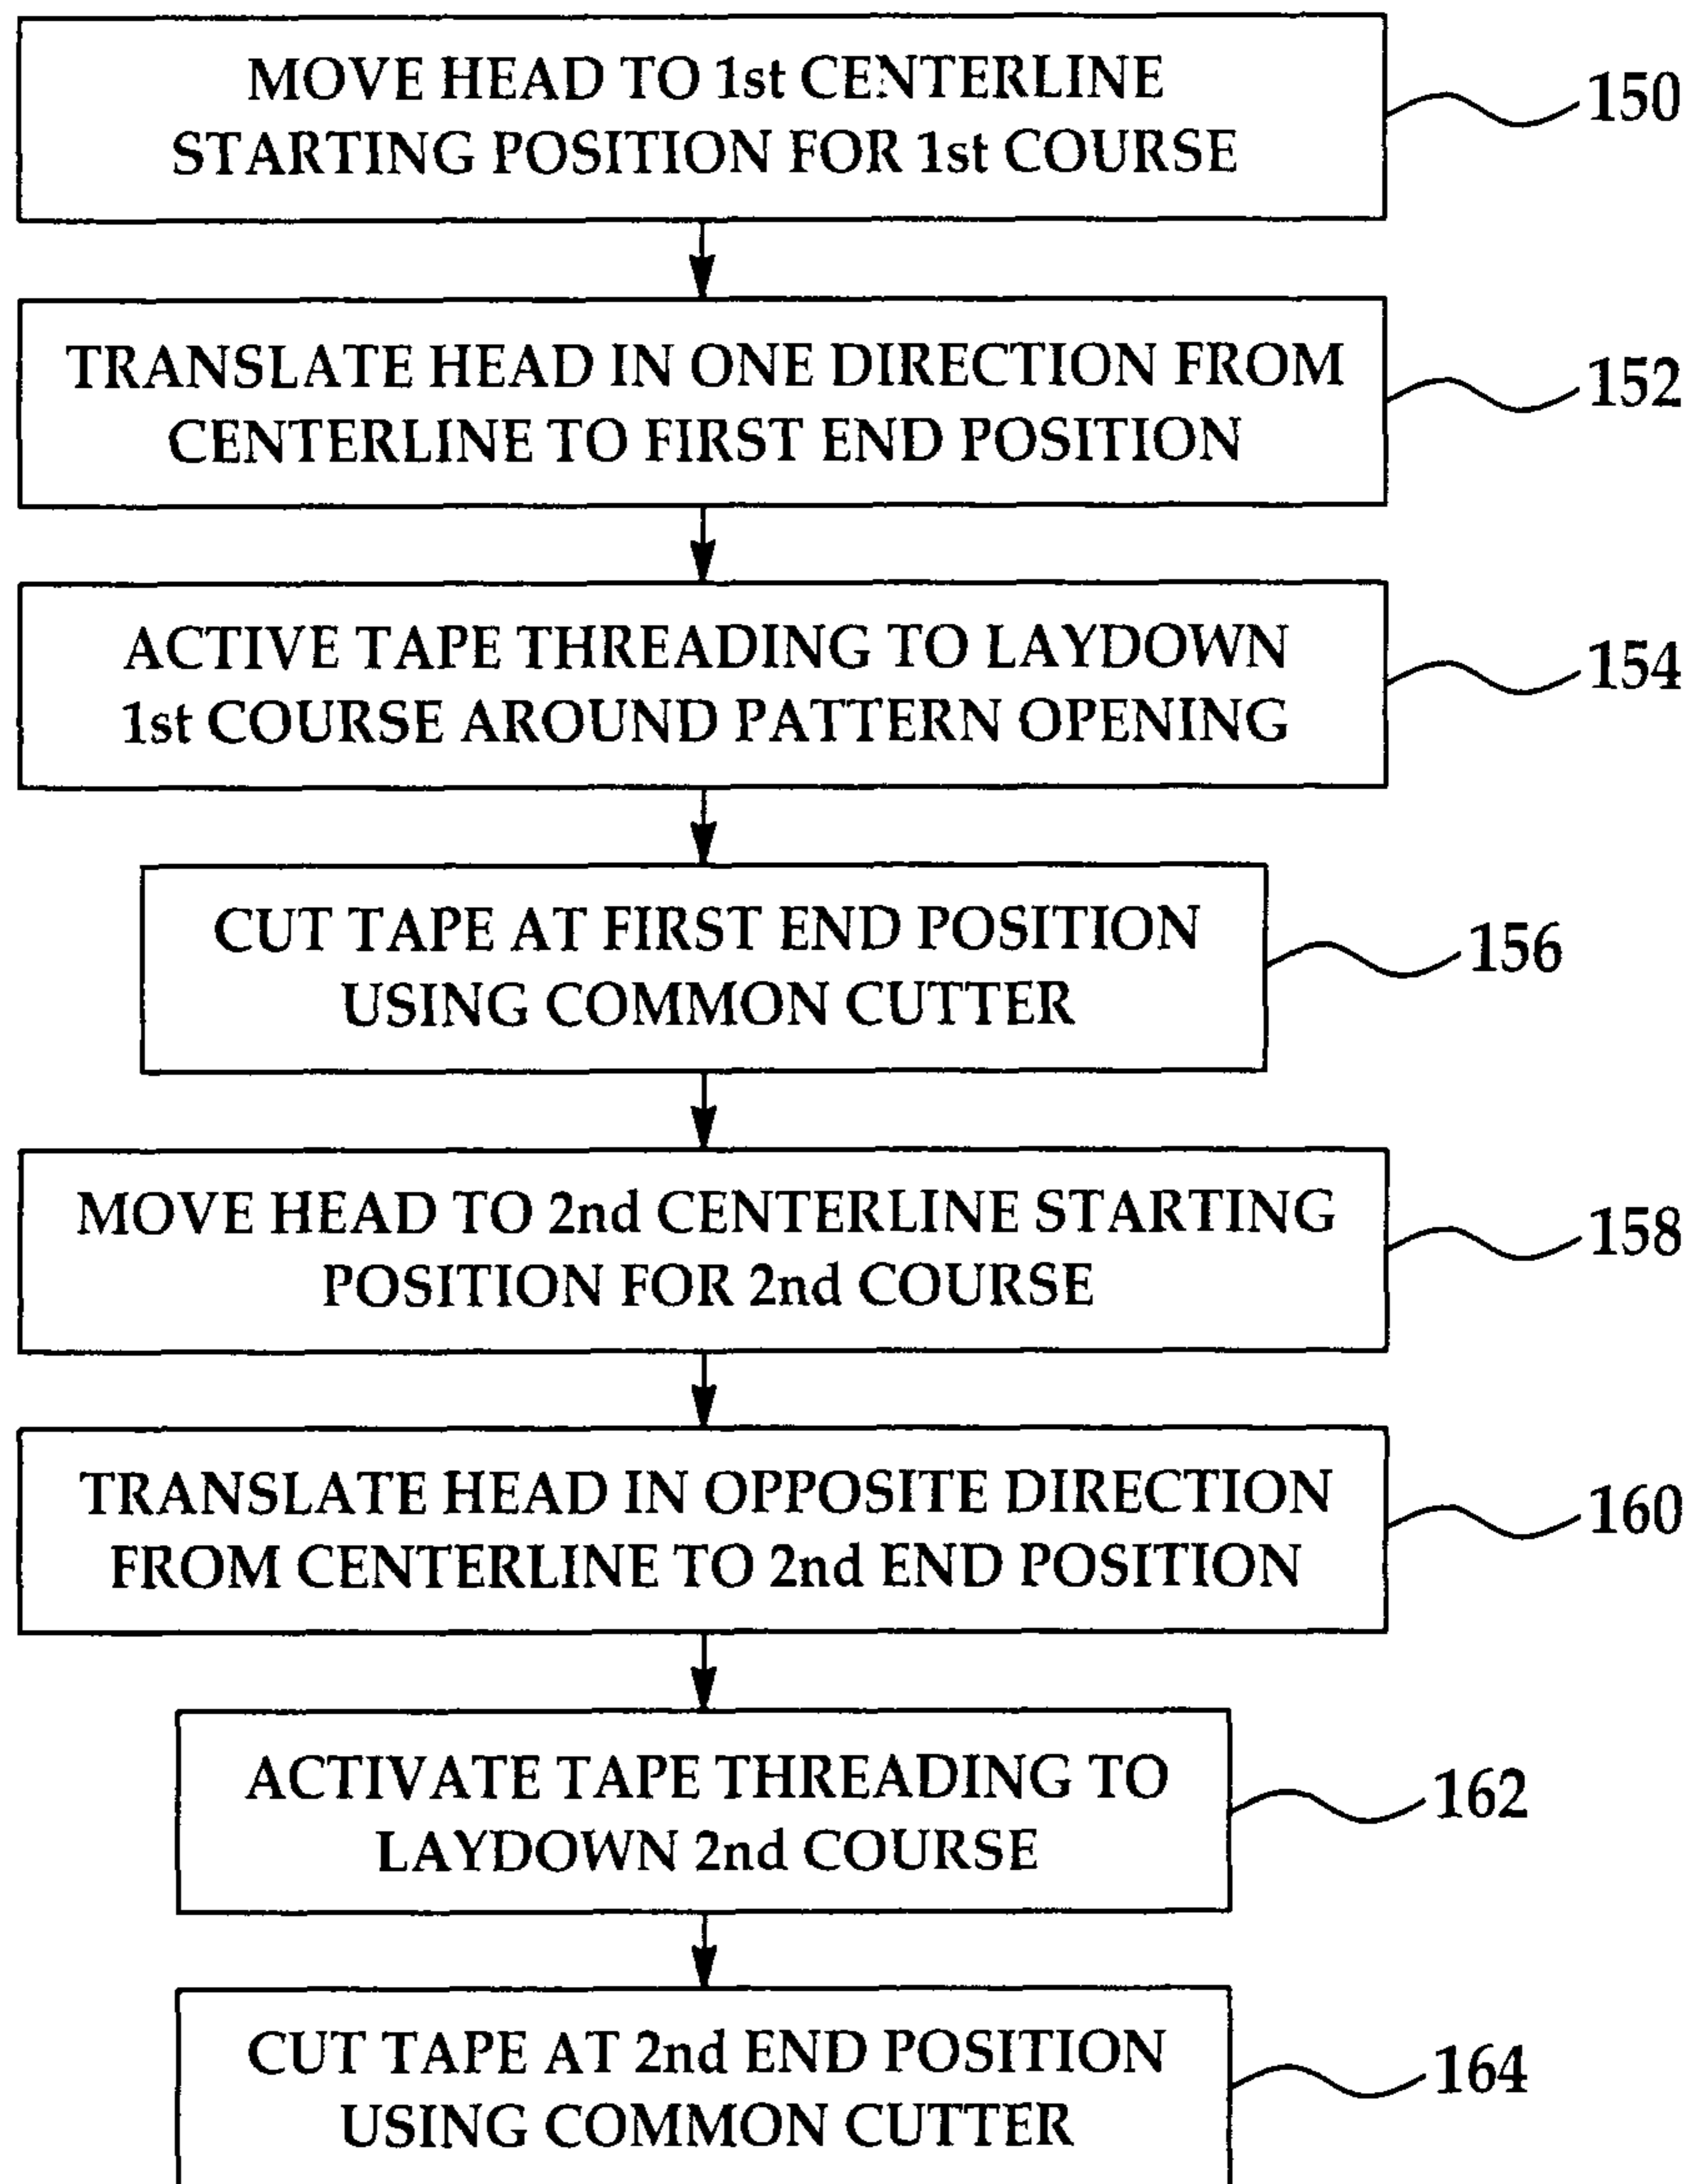 MOVE HEAD TO 1st CENTERLINE
STARTING POSITION FOR 1st COURSE
150
TRANSLATE HEAD IN ONE DIRECTION FROM
CENTERLINE TO FIRST END POSITION
152
ACTIVE TAPE THREADING TO LAYDOWN
1st COURSE AROUND PATTERN OPENING
154
CUT TAPE AT FIRST END POSITION
USING COMMON CUTTER
156
MOVE HEAD TO 2nd CENTERLINE STARTING
POSITION FOR 2nd COURSE
158
TRANSLATE HEAD IN OPPOSITE DIRECTION
FROM CENTERLINE TO 2nd END POSITION
160
ACTIVATE TAPE THREADING TO
LAYDOWN 2nd COURSE
162
CUT TAPE AT 2nd END POSITION
USING COMMON CUTTER
164